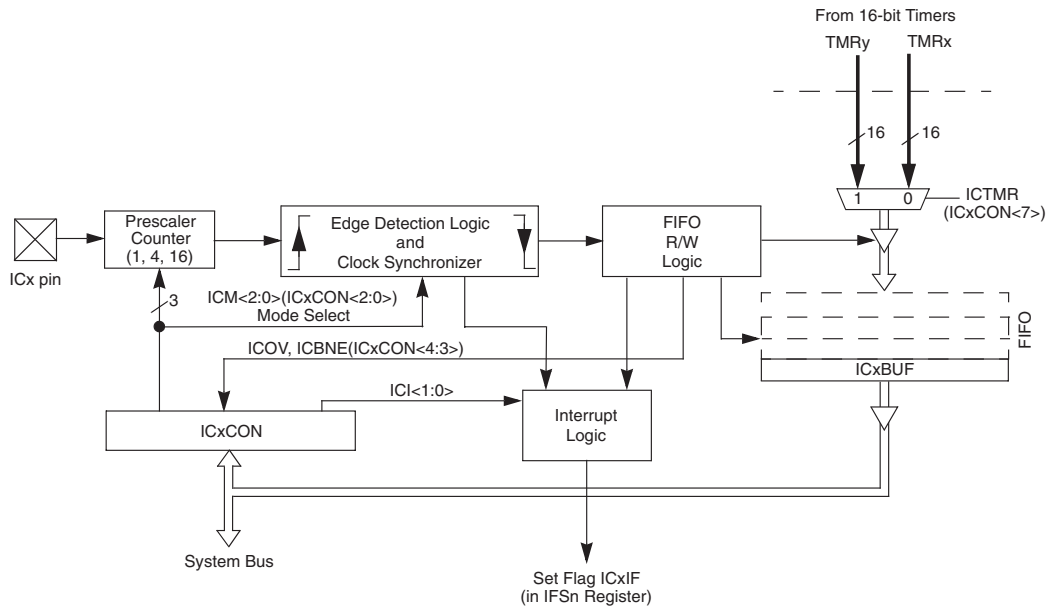 From 16-bit Timers
TMRy TMRx
16 16
1 0
ICTMR
(ICxCON<7>)
Prescaler
Counter
(1, 4, 16)
Edge Detection Logic
and
Clock Synchronizer
FIFO
R/W
Logic
ICx pin
3
ICM<2:0>(ICxCON<2:0>)
Mode Select
FIFO
ICOV, ICBNE(ICxCON<4:3>)
ICxBUF
ICI<1:0>
ICxCON
Interrupt
Logic
System Bus
Set Flag ICxIF
(in IFSn Register)